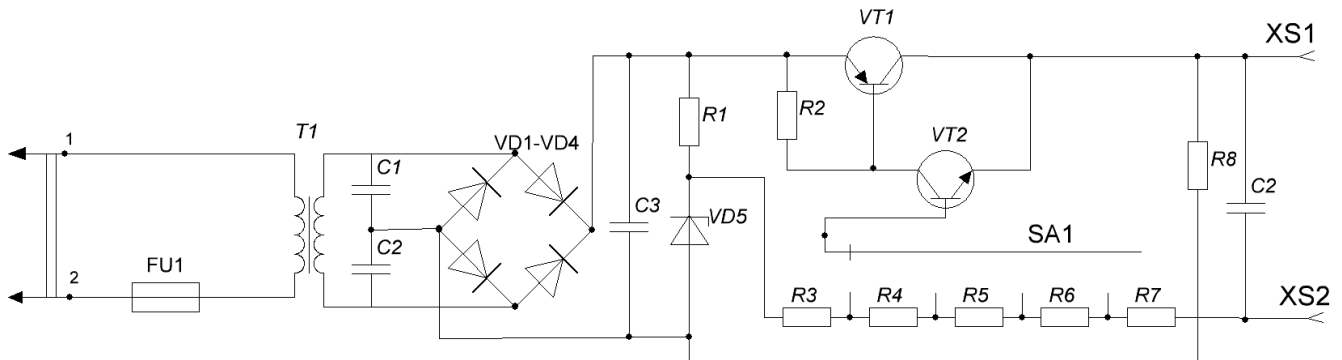 VT1
XS1
R1
R2
T1
VD1-VD4
VT2
1
C1
R8
C2
C3
VD5
SA1
C2
2
FU1
R3
R4
R5
R6
R7
XS2